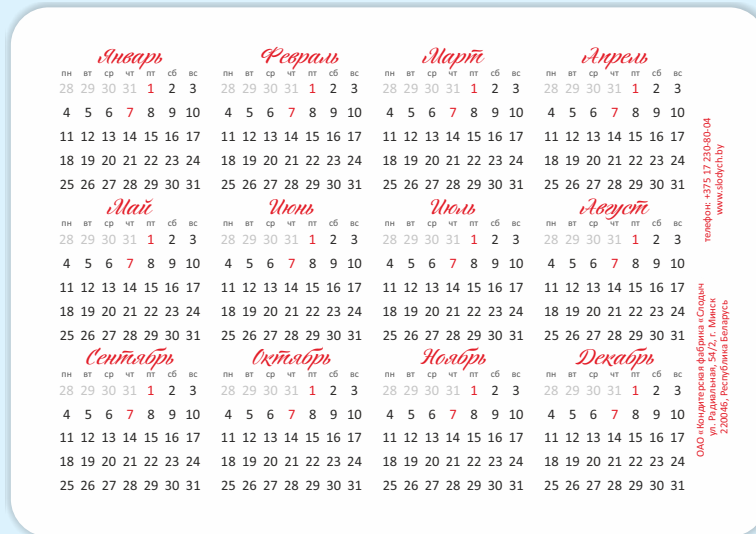 Январь Февраль Март Апрель
пн вт ср чт пт сб вс пн вт ср чт пт сб вс пн вт ср чт пт сб вс пн вт ср чт пт сб вс
28 29 30 31 1 2 3 28 29 30 31 1 2 3 28 29 30 31 1 2 3 28 29 30 31 1 2 3
4 5 6 7 8 9 10 4 5 6 7 8 9 10 4 5 6 7 8 9 10 4 5 6 7 8 9 10
11 12 13 14 15 16 17 11 12 13 14 15 16 17 11 12 13 14 15 16 17 11 12 13 14 15 16 17
18 19 20 21 22 23 24 18 19 20 21 22 23 24 18 19 20 21 22 23 24 18 19 20 21 22 23 24
25 26 27 28 29 30 31 25 26 27 28 29 30 31 25 26 27 28 29 30 31 25 26 27 28 29 30 31
Май Июнь Июль Август
пн вт ср чт пт сб вс пн вт ср чт пт сб вс пн вт ср чт пт сб вс пн вт ср чт пт сб вс
28 29 30 31 1 2 3 28 29 30 31 1 2 3 28 29 30 31 1 2 3 28 29 30 31 1 2 3
4 5 6 7 8 9 10 4 5 6 7 8 9 10 4 5 6 7 8 9 10 4 5 6 7 8 9 10
11 12 13 14 15 16 17 11 12 13 14 15 16 17 11 12 13 14 15 16 17 11 12 13 14 15 16 17
18 19 20 21 22 23 24 18 19 20 21 22 23 24 18 19 20 21 22 23 24 18 19 20 21 22 23 24
25 26 27 28 29 30 31 25 26 27 28 29 30 31 25 26 27 28 29 30 31 25 26 27 28 29 30 31
Сентябрь Октябрь Ноябрь Декабрь
пн вт ср чт пт сб вс пн вт ср чт пт сб вс пн вт ср чт пт сб вс пн вт ср чт пт сб вс
28 29 30 31 1 2 3 28 29 30 31 1 2 3 28 29 30 31 1 2 3 28 29 30 31 1 2 3
4 5 6 7 8 9 10 4 5 6 7 8 9 10 4 5 6 7 8 9 10 4 5 6 7 8 9 10
11 12 13 14 15 16 17 11 12 13 14 15 16 17 11 12 13 14 15 16 17 11 12 13 14 15 16 17
18 19 20 21 22 23 24 18 19 20 21 22 23 24 18 19 20 21 22 23 24 18 19 20 21 22 23 24
25 26 27 28 29 30 31 25 26 27 28 29 30 31 25 26 27 28 29 30 31 25 26 27 28 29 30 31
ОАО «Кондитерская фабрика «Слодыч
ул. Радиальная, 54/2, г. Минск
220046, Республика Беларусь
телефон: +375 17 230-80-04
www.slodych.by